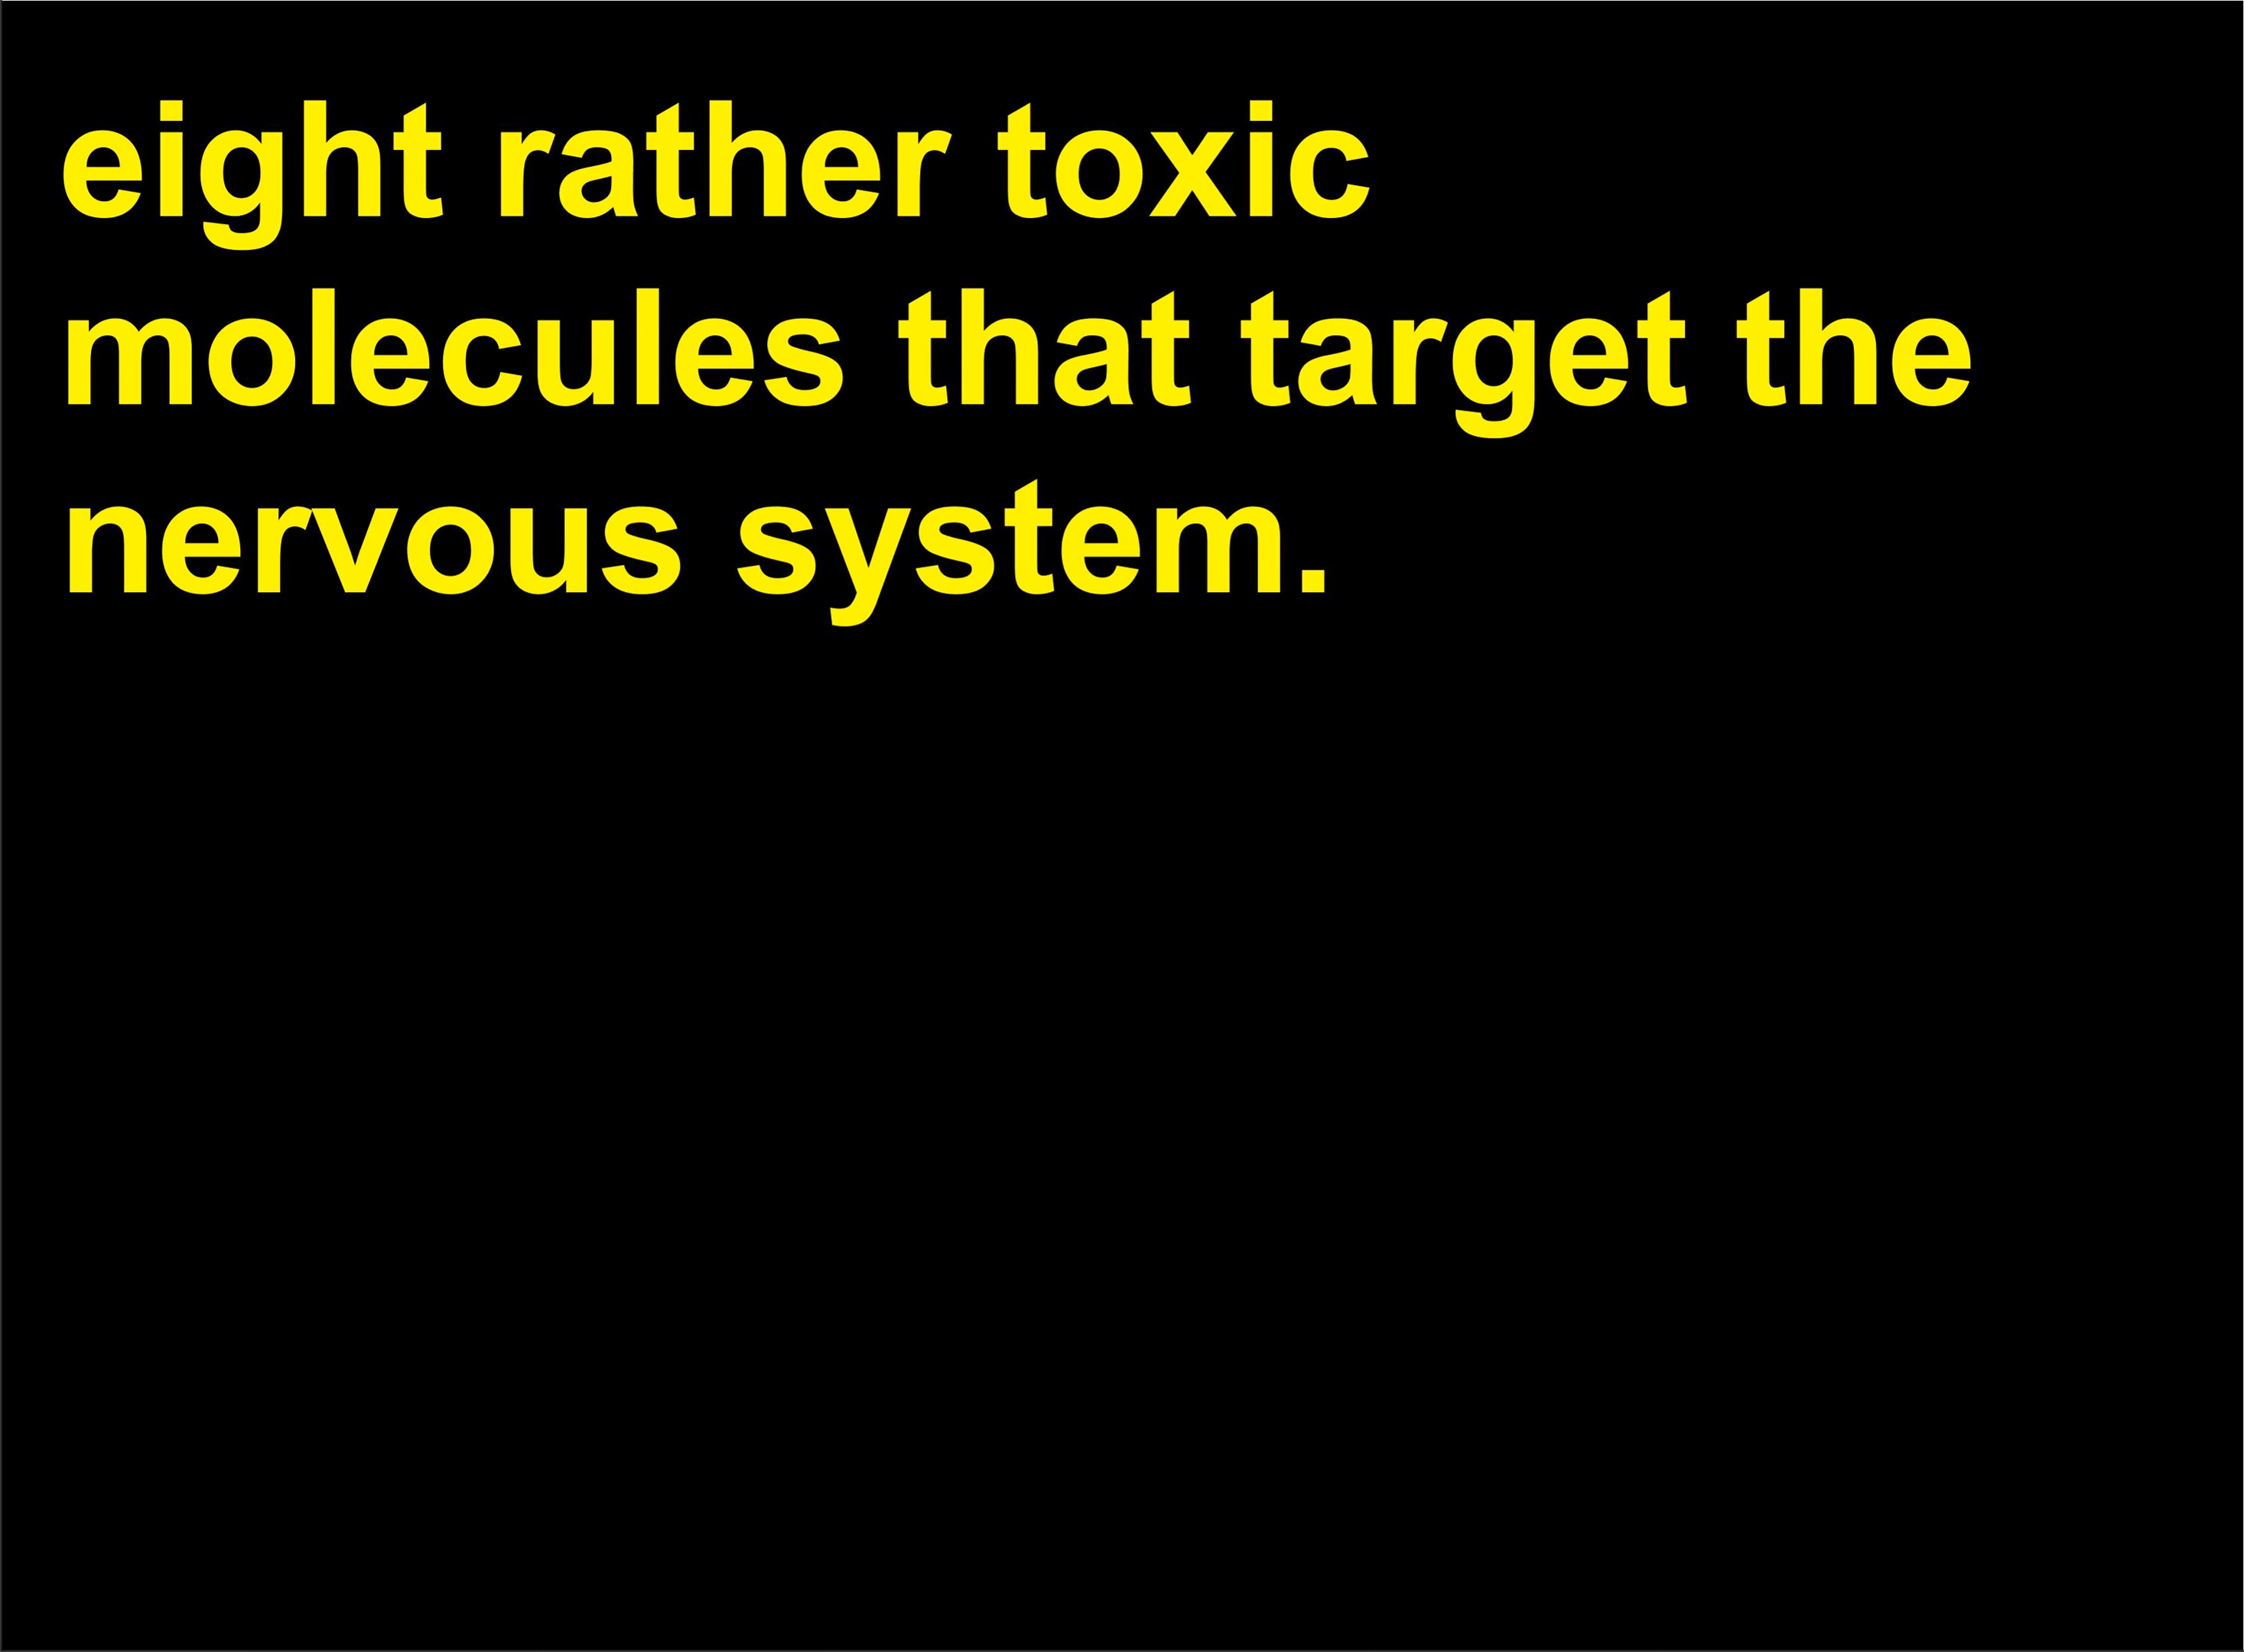 eight rather toxic
molecules that target the
nervous system.